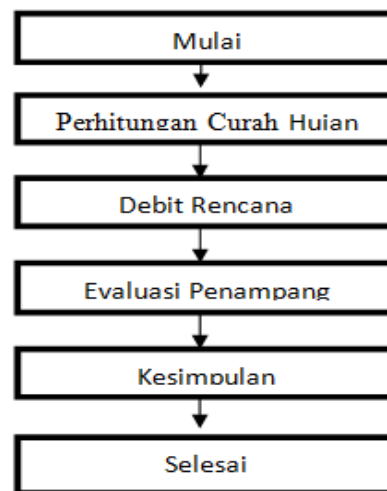 Mulai
Perhitungan Curah Hujan
Debit Rencana
Evaluasi Penampang
Kesimpulan
Selesai